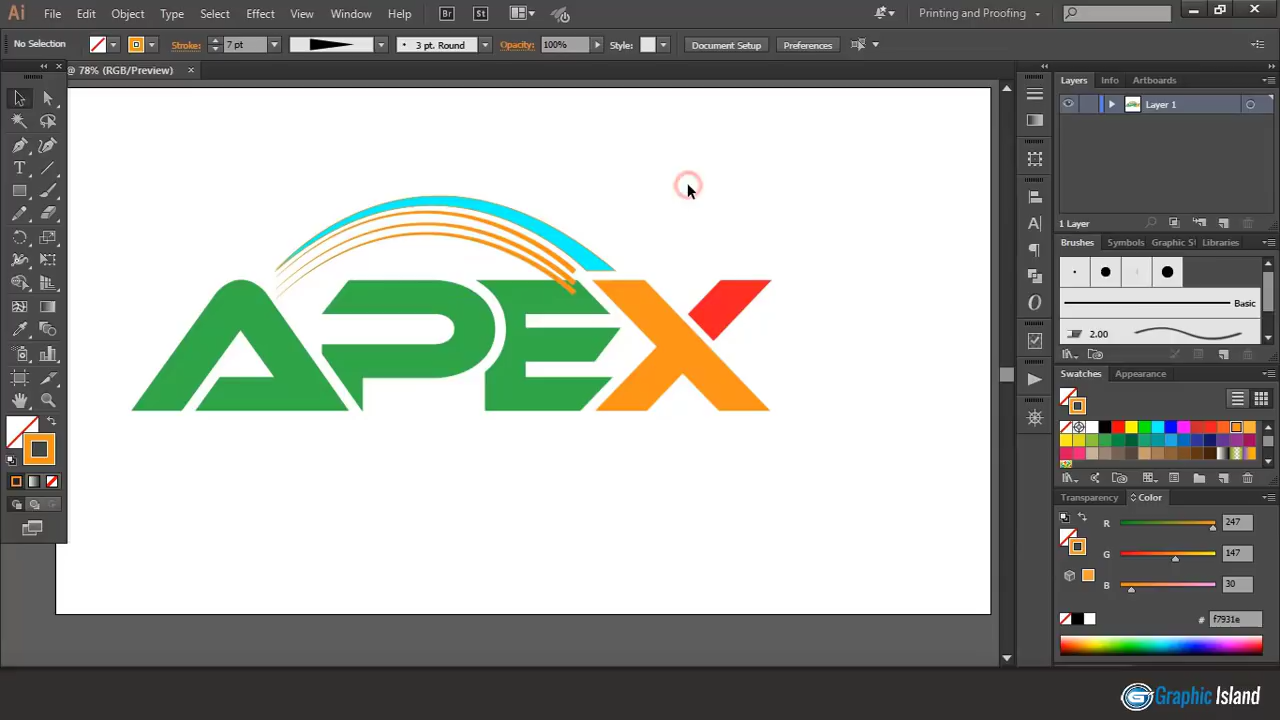 Ai File Edit Object Type Select Effect View Window Help Br St Printing and Proofing
No Selection Stroke: 7 pt 3 pt. Round Opacity: 100% Style: Document Setup Preferences
@ 78% (RGB/Preview)
Layers Info Artboards
Layer 1
1 Layer
Brushes Symbols Graphic S Libraries
Basic
2.00
Swatches Appearance
Transparency Color
R 247
G 147
B 30
# f7931e
APEX
G Graphic Island